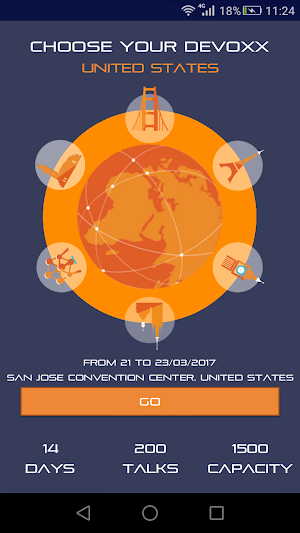 4G 18% 11:24
CHOOSE YOUR DEVOXX
UNITED STATES
FROM 21 TO 23/03/2017
SAN JOSE CONVENTION CENTER, UNITED STATES
GO
14 200 1500
DAYS TALKS CAPACITY